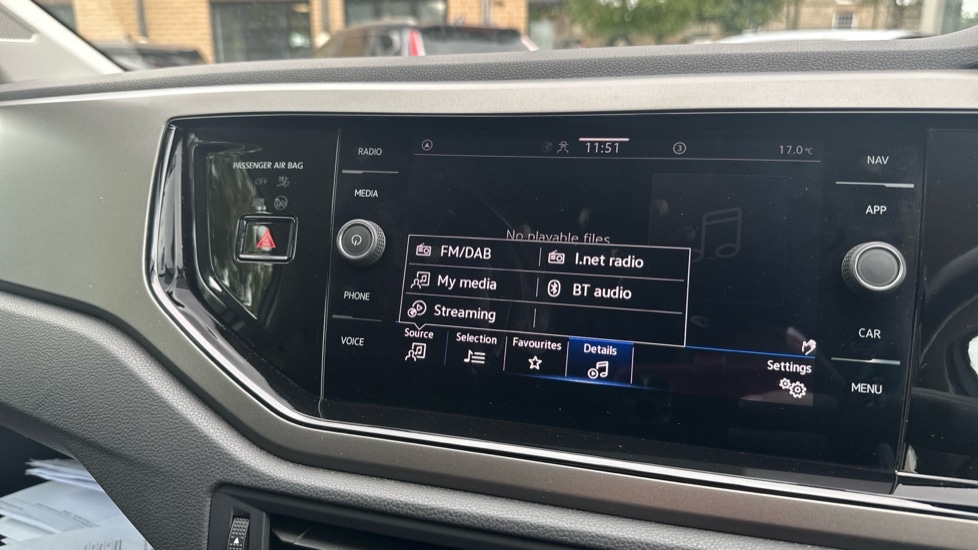 PASSENGER AIR BAG
OFF
RADIO
MEDIA
PHONE
VOICE
11:51
3
17.0°C
No playable files
FM/DAB
I.net radio
My media
BT audio
Streaming
Source
Selection
Favourites
Details
Settings
NAV
APP
CAR
MENU